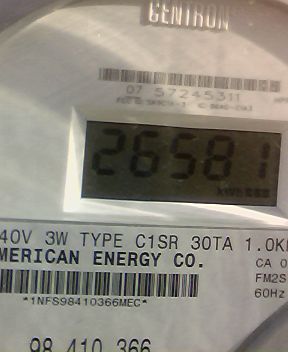 CENTRON
07 57245311
26581
40V 3W TYPE C1SR 30TA 1.0K
MERICAN ENERGY CO.
CA 0
FM2S
60Hz
*1NFS98410366MEC*
98 410 366